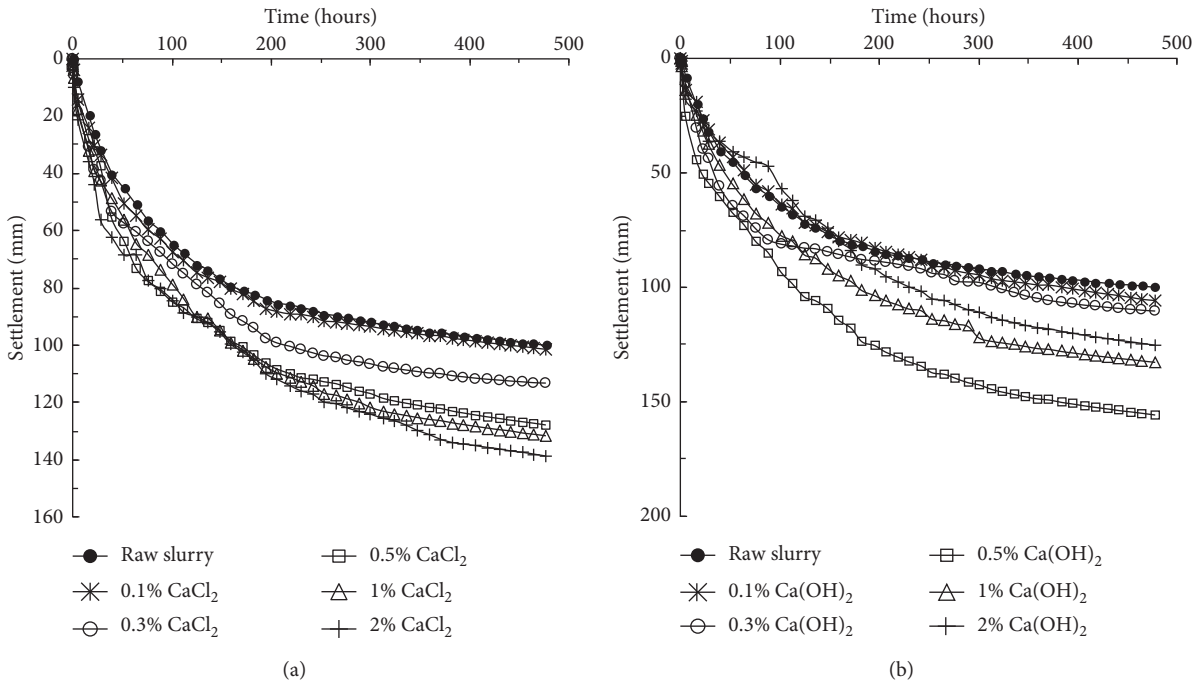 Time (hours)
0 100 200 300 400 500
0
20
40
60
80
100
120
140
160
Settlement (mm)
Raw slurry
0.1% CaCl₂
0.3% CaCl₂
0.5% CaCl₂
1% CaCl₂
2% CaCl₂
(a)
Time (hours)
0 100 200 300 400 500
0
50
100
150
200
Settlement (mm)
Raw slurry
0.1% Ca(OH)₂
0.3% Ca(OH)₂
0.5% Ca(OH)₂
1% Ca(OH)₂
2% Ca(OH)₂
(b)